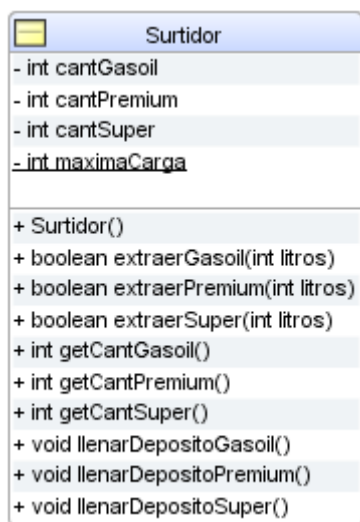 Surtidor
- int cantGasoil
- int cantPremium
- int cantSuper
- int maximaCarga
+ Surtidor()
+ boolean extraerGasoil(int litros)
+ boolean extraerPremium(int litros)
+ boolean extraerSuper(int litros)
+ int getCantGasoil()
+ int getCantPremium()
+ int getCantSuper()
+ void llenarDepositoGasoil()
+ void llenarDepositoPremium()
+ void llenarDepositoSuper()